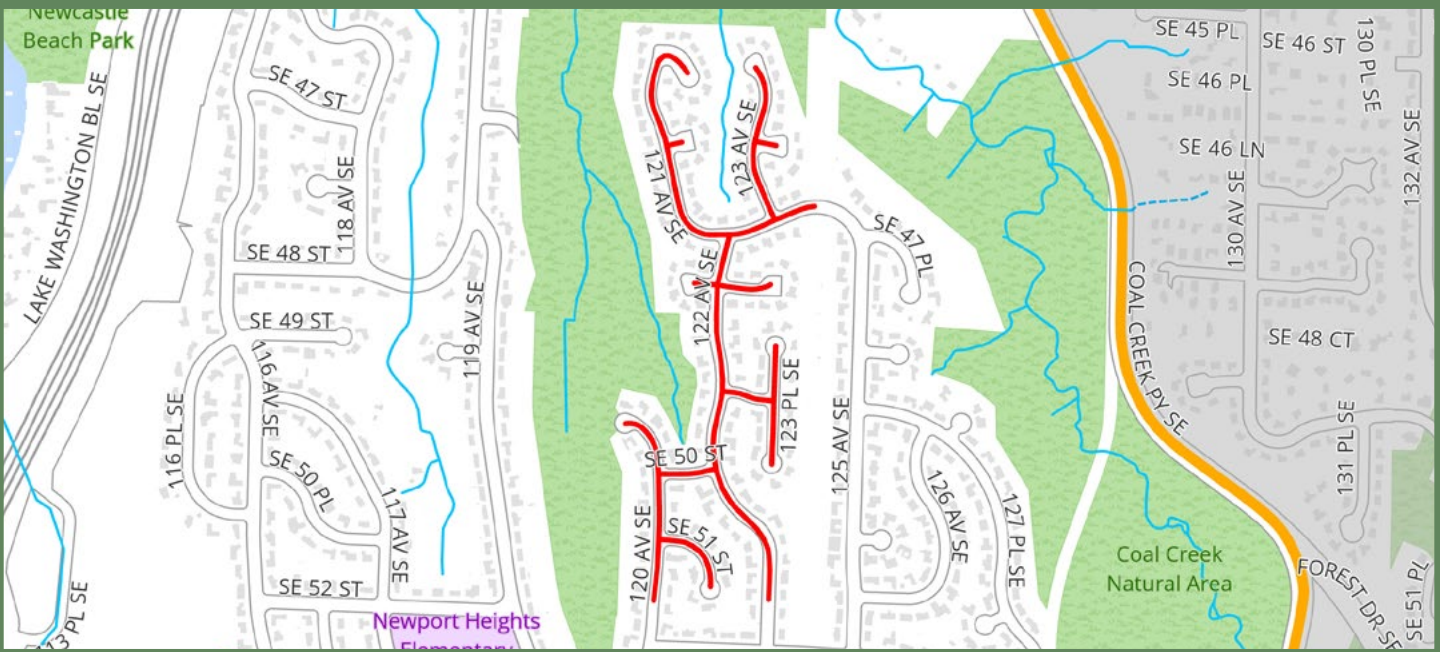 Newcastle
Beach Park
SE 45 PL
SE 46 ST
130 PL SE
SE 47 ST
SE 46 PL
LAKE WASHINGTON BL SE
132 AV SE
SE 46 LN
118 AV SE
121 AV SE
123 AV SE
130 AV SE
SE 47 PL
SE 48 ST
122 AV SE
COAL CREEK PY SE
119 AV SE
SE 49 ST
SE 48 CT
116 AV SE
116 PL SE
123 PL SE
125 AV SE
131 PL SE
SE 50 ST
SE 50 PL
117 AV SE
126 AV SE
127 PL SE
120 AV SE
SE 51 ST
Coal Creek
Natural Area
FOREST DR SE
SE 51 PL
SE 52 ST
113 PL SE
Newport Heights
Elementary